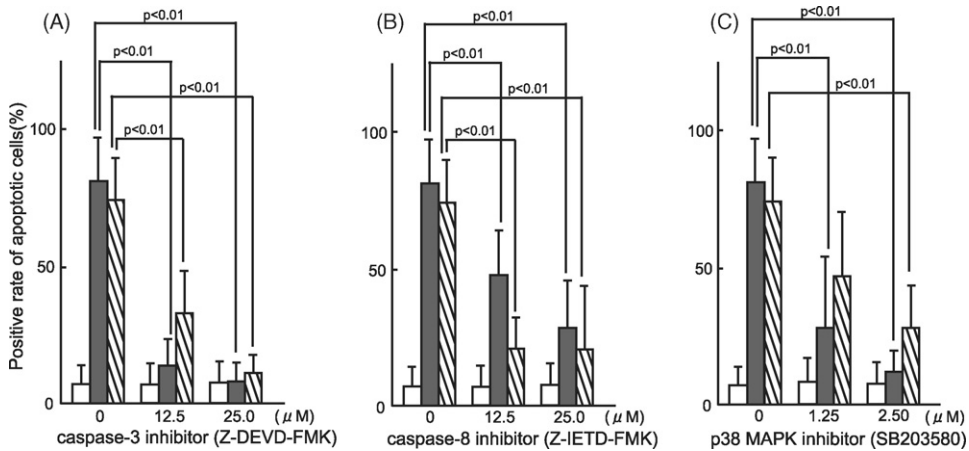 (A)
p<0.01
p<0.01
p<0.01
p<0.01
100
50
0
Positive rate of apoptotic cells(%)
0 12.5 25.0 (μM)
caspase-3 inhibitor (Z-DEVD-FMK)
(B)
p<0.01
p<0.01
p<0.01
p<0.01
100
50
0
0 12.5 25.0 (μM)
caspase-8 inhibitor (Z-IETD-FMK)
(C)
p<0.01
p<0.01
p<0.01
100
50
0
0 1.25 2.50 (μM)
p38 MAPK inhibitor (SB203580)